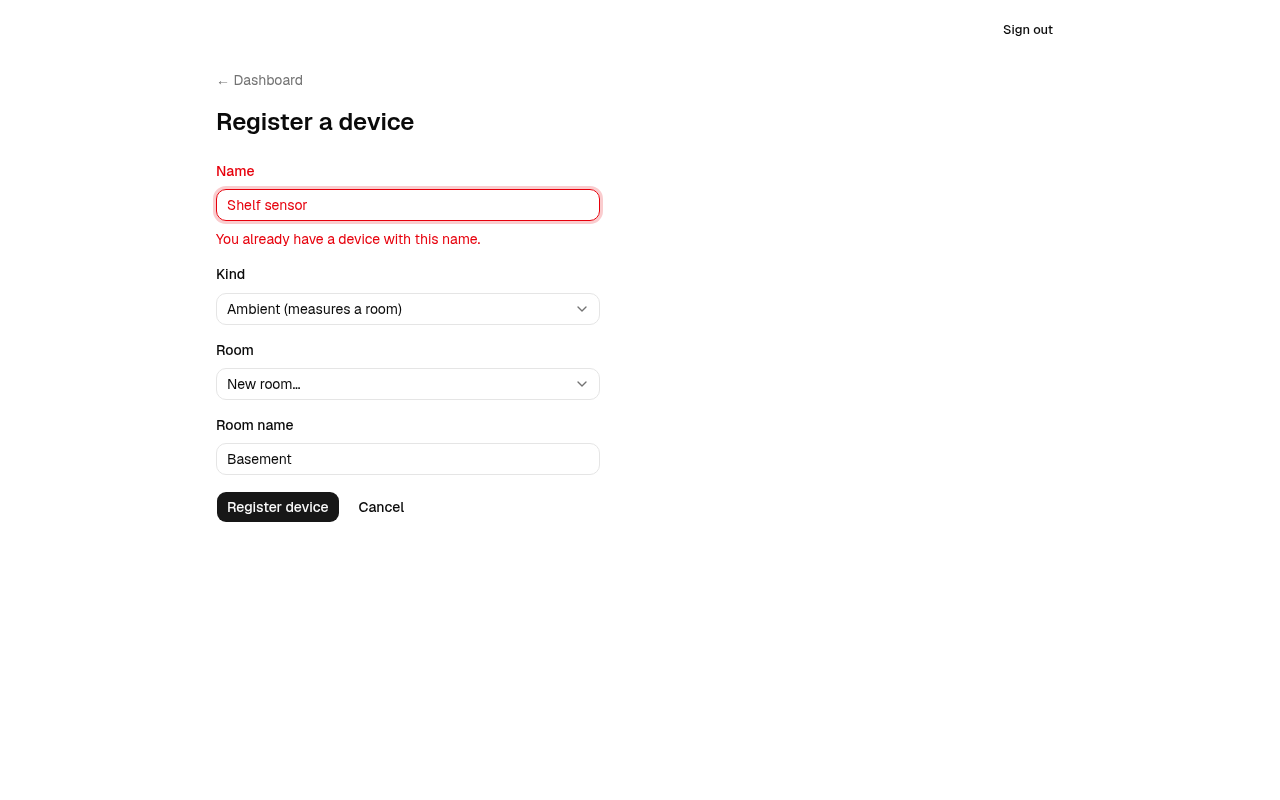 Sign out
← Dashboard
Register a device
Name
Shelf sensor
You already have a device with this name.
Kind
Ambient (measures a room)
Room
New room…
Room name
Basement
Register device
Cancel